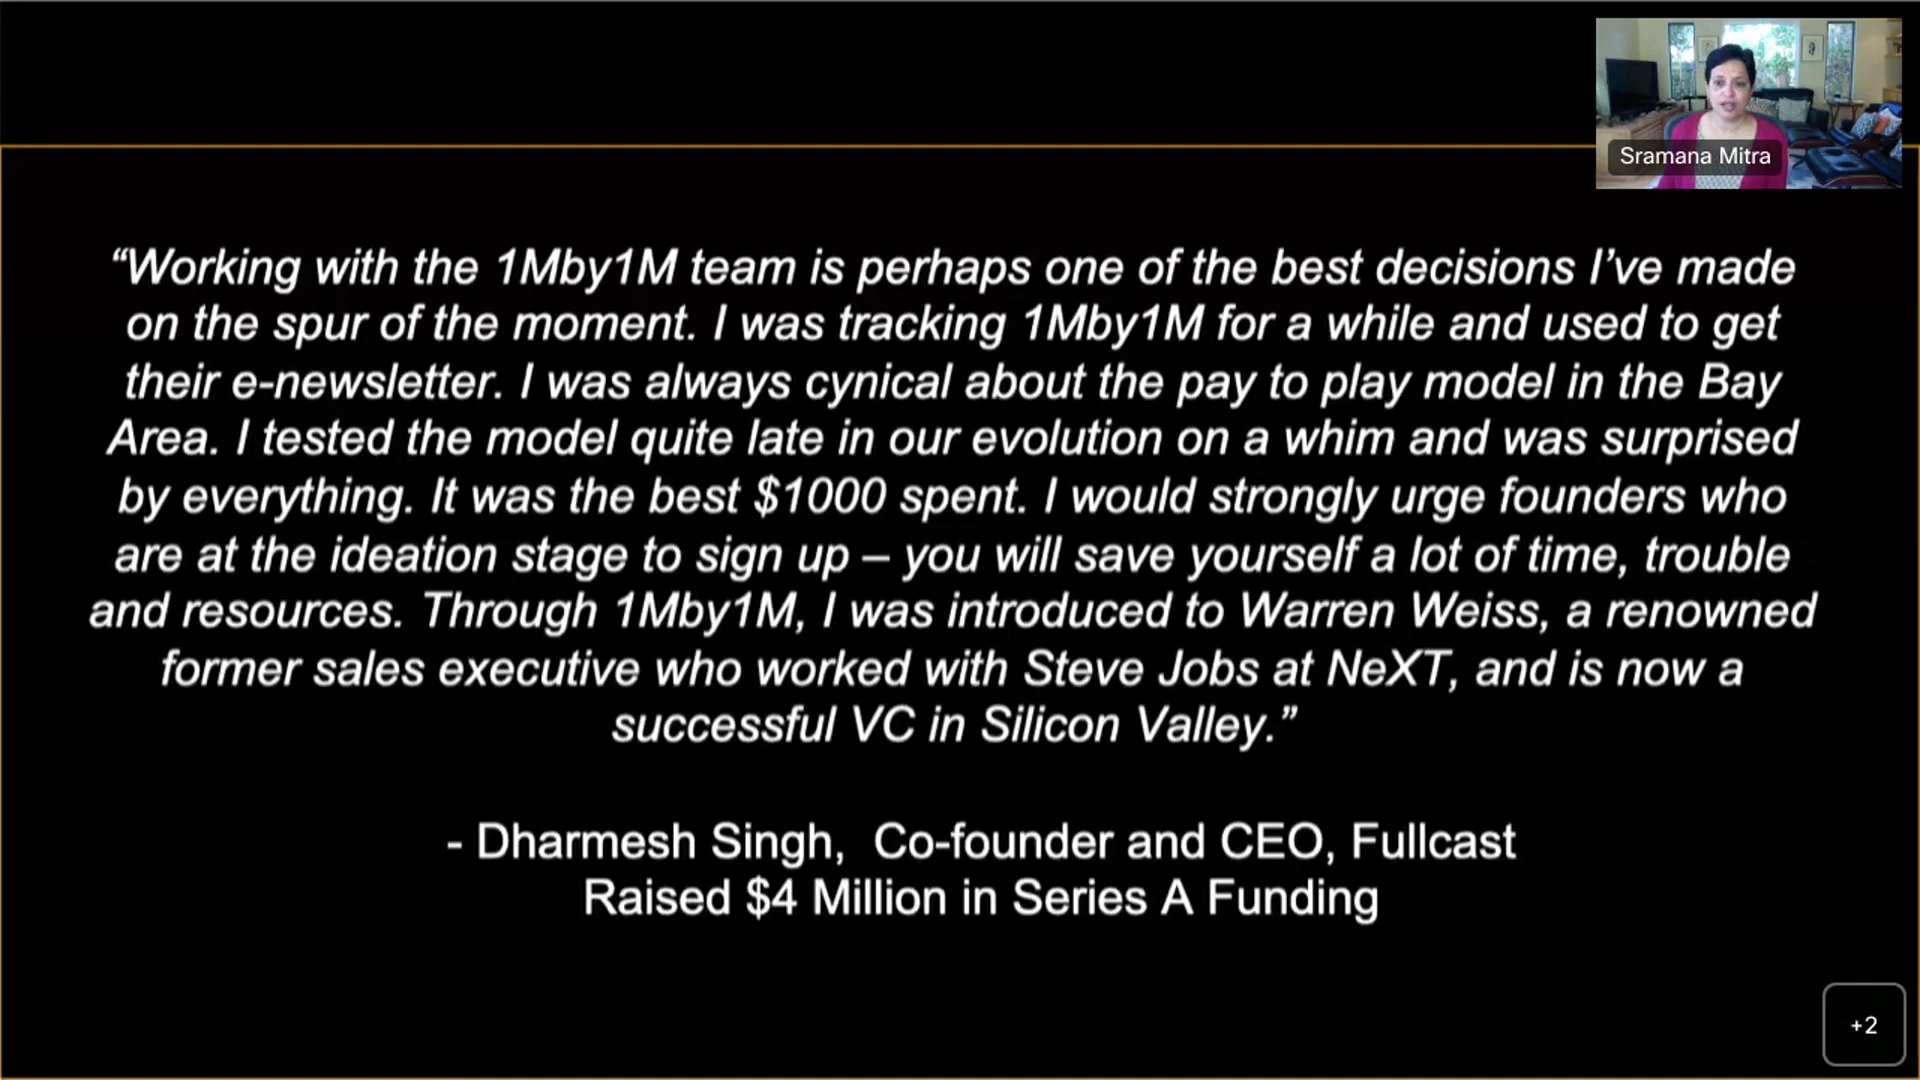 Sramana Mitra
“Working with the 1Mby1M team is perhaps one of the best decisions I’ve made
on the spur of the moment. I was tracking 1Mby1M for a while and used to get
their e-newsletter. I was always cynical about the pay to play model in the Bay
Area. I tested the model quite late in our evolution on a whim and was surprised
by everything. It was the best $1000 spent. I would strongly urge founders who
are at the ideation stage to sign up – you will save yourself a lot of time, trouble
and resources. Through 1Mby1M, I was introduced to Warren Weiss, a renowned
former sales executive who worked with Steve Jobs at NeXT, and is now a
successful VC in Silicon Valley.”
- Dharmesh Singh, Co-founder and CEO, Fullcast
Raised $4 Million in Series A Funding
+2